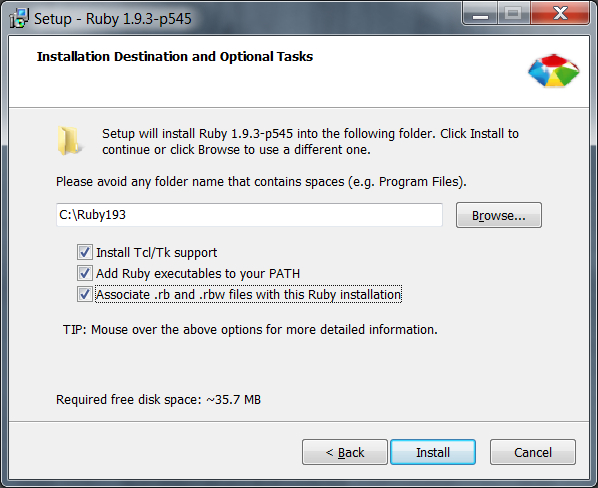 Setup - Ruby 1.9.3-p545
Installation Destination and Optional Tasks
Setup will install Ruby 1.9.3-p545 into the following folder. Click Install to
continue or click Browse to use a different one.
Please avoid any folder name that contains spaces (e.g. Program Files).
C:\Ruby193
Browse...
Install Tcl/Tk support
Add Ruby executables to your PATH
Associate .rb and .rbw files with this Ruby installation
TIP: Mouse over the above options for more detailed information.
Required free disk space: ~35.7 MB
< Back
Install
Cancel